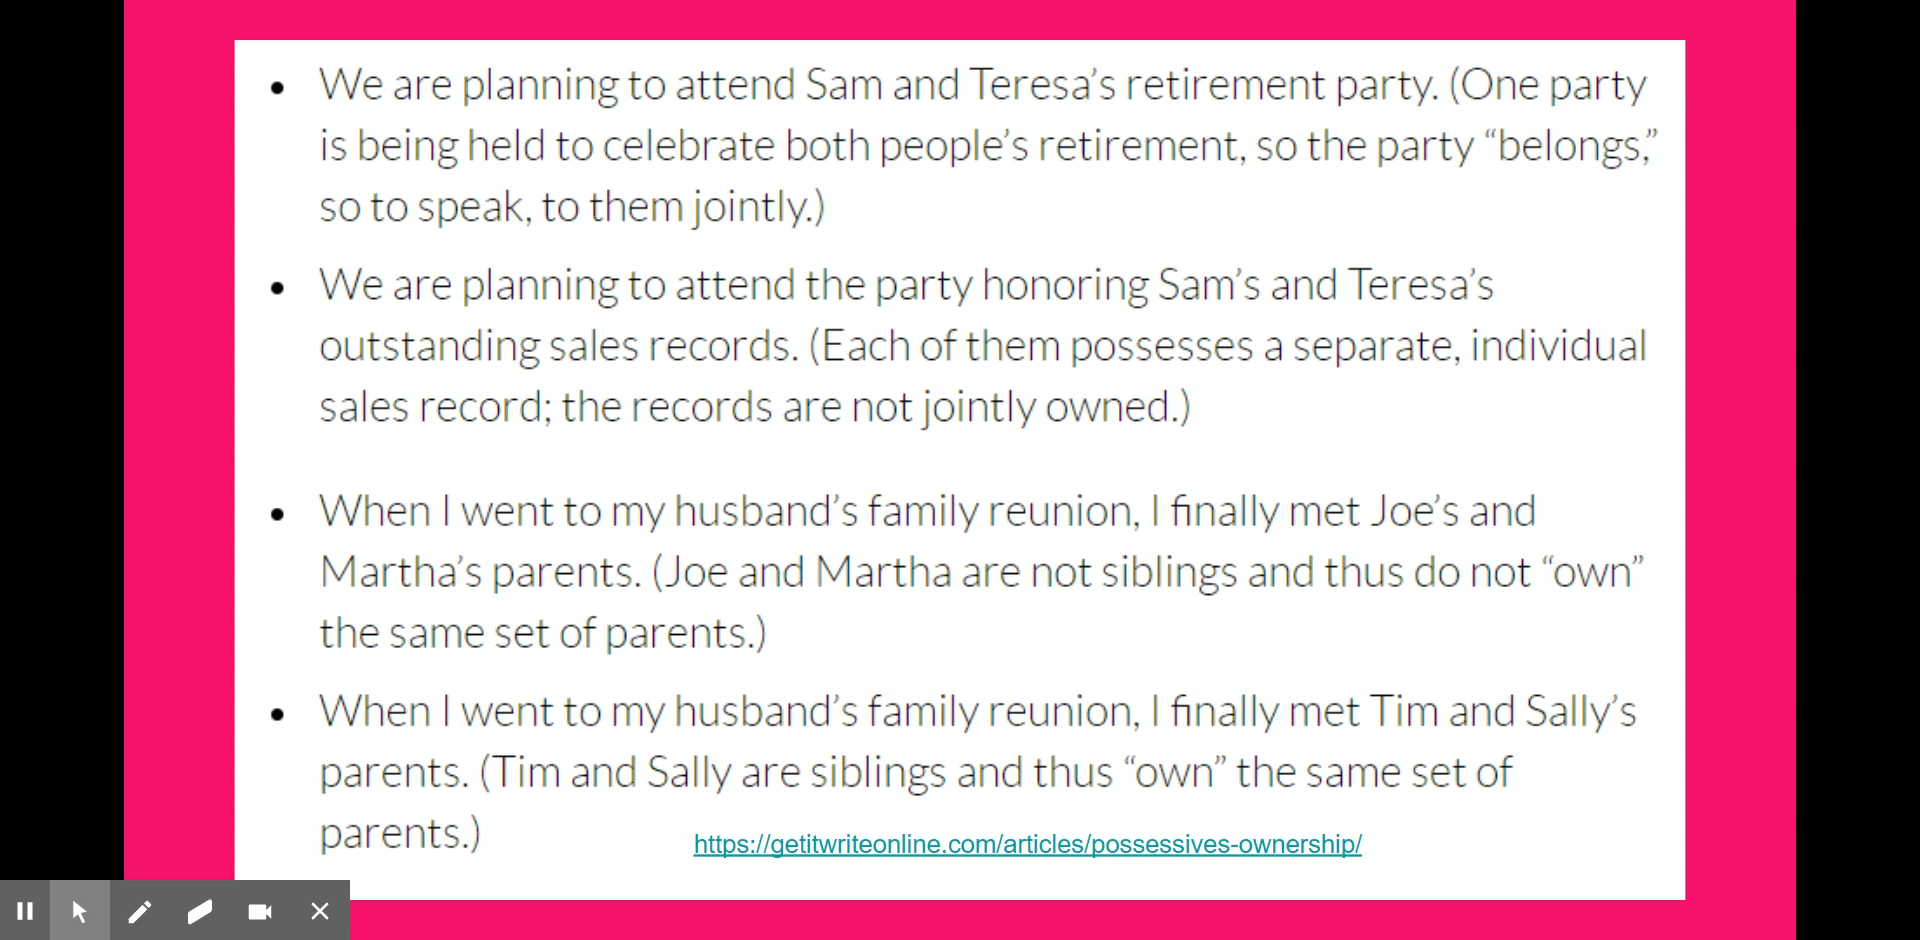 • We are planning to attend Sam and Teresa’s retirement party. (One party
is being held to celebrate both people’s retirement, so the party “belongs,”
so to speak, to them jointly.)
• We are planning to attend the party honoring Sam’s and Teresa’s
outstanding sales records. (Each of them possesses a separate, individual
sales record; the records are not jointly owned.)
• When I went to my husband’s family reunion, I finally met Joe’s and
Martha’s parents. (Joe and Martha are not siblings and thus do not “own”
the same set of parents.)
• When I went to my husband’s family reunion, I finally met Tim and Sally’s
parents. (Tim and Sally are siblings and thus “own” the same set of
parents.)
https://getitwriteonline.com/articles/possessives-ownership/